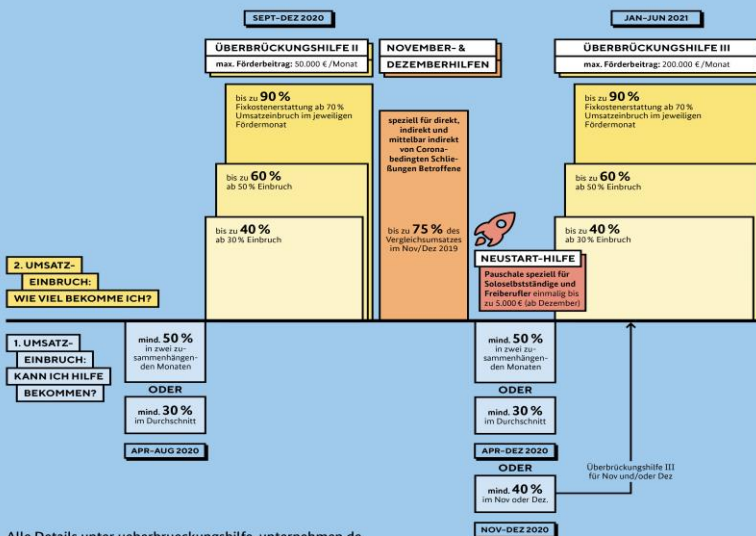 SEPT–DEZ 2020
ÜBERBRÜCKUNGSHILFE II
max. Förderbeitrag: 50.000 €/Monat
bis zu 90 %
Fixkostenerstattung ab 70 %
Umsatzeinbruch im jeweiligen
Fördermonat
bis zu 60 %
ab 50 % Einbruch
bis zu 40 %
ab 30 % Einbruch
NOVEMBER- &
DEZEMBERHILFEN
speziell für direkt,
indirekt und
mittelbar indirekt
von Corona-
bedingten Schlie-
ßungen Betroffene
bis zu 75 % des
Vergleichsumsatzes
im Nov/Dez 2019
NEUSTART-HILFE
Pauschale speziell für
Soloselbstständige und
Freiberufler einmalig bis
zu 5.000 € (ab Dezember)
JAN–JUN 2021
ÜBERBRÜCKUNGSHILFE III
max. Förderbeitrag: 200.000 €/Monat
bis zu 90 %
Fixkostenerstattung ab 70 %
Umsatzeinbruch im jeweiligen
Fördermonat
bis zu 60 %
ab 50 % Einbruch
bis zu 40 %
ab 30 % Einbruch
2. UMSATZ-
EINBRUCH:
WIE VIEL BEKOMME ICH?
1. UMSATZ-
EINBRUCH:
KANN ICH HILFE
BEKOMMEN?
mind. 50 %
in zwei zu-
sammenhängen-
den Monaten
ODER
mind. 30 %
im Durchschnitt
APR–AUG 2020
mind. 50 %
in zwei zu-
sammenhängen-
den Monaten
ODER
mind. 30 %
im Durchschnitt
APR–DEZ 2020
ODER
mind. 40 %
im Nov oder Dez.
NOV–DEZ 2020
Überbrückungshilfe III
für Nov und/oder Dez
Alle Details unter ueberbrueckungshilfe-unternehmen.de